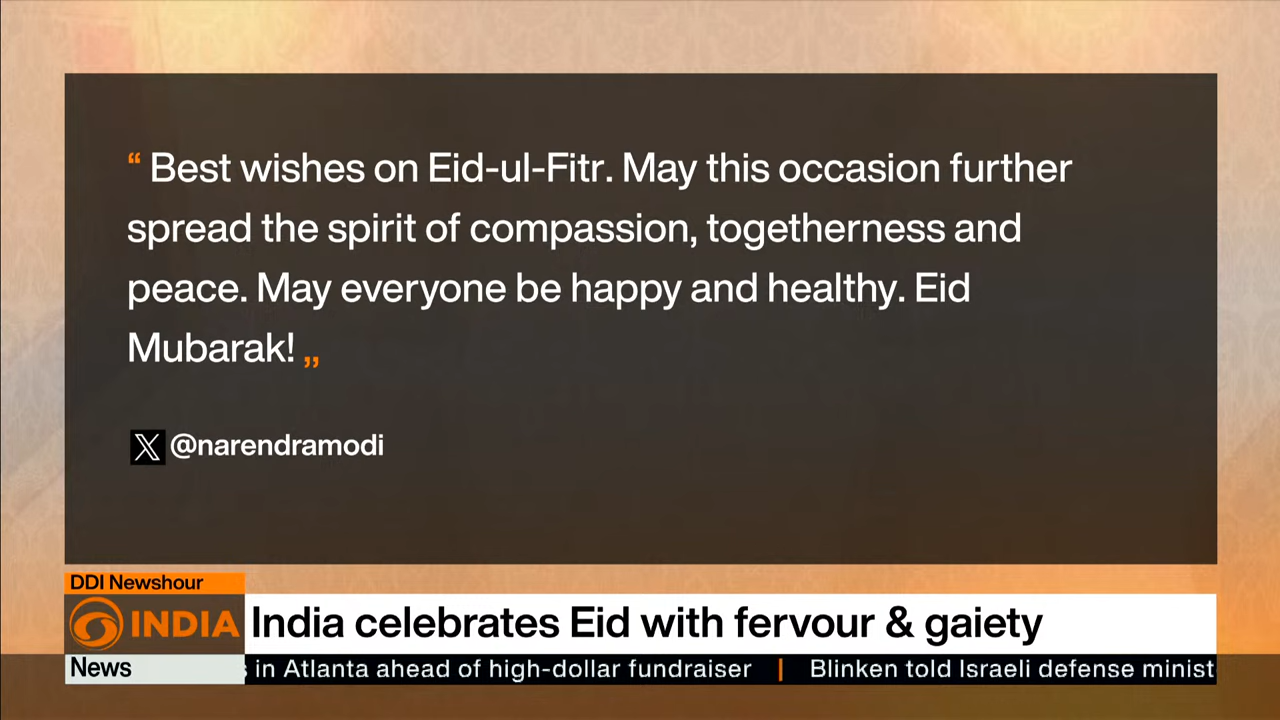 “ Best wishes on Eid-ul-Fitr. May this occasion further
spread the spirit of compassion, togetherness and
peace. May everyone be happy and healthy. Eid
Mubarak! „
X @narendramodi
DDI Newshour
INDIA
India celebrates Eid with fervour & gaiety
News
in Atlanta ahead of high-dollar fundraiser | Blinken told Israeli defense minist